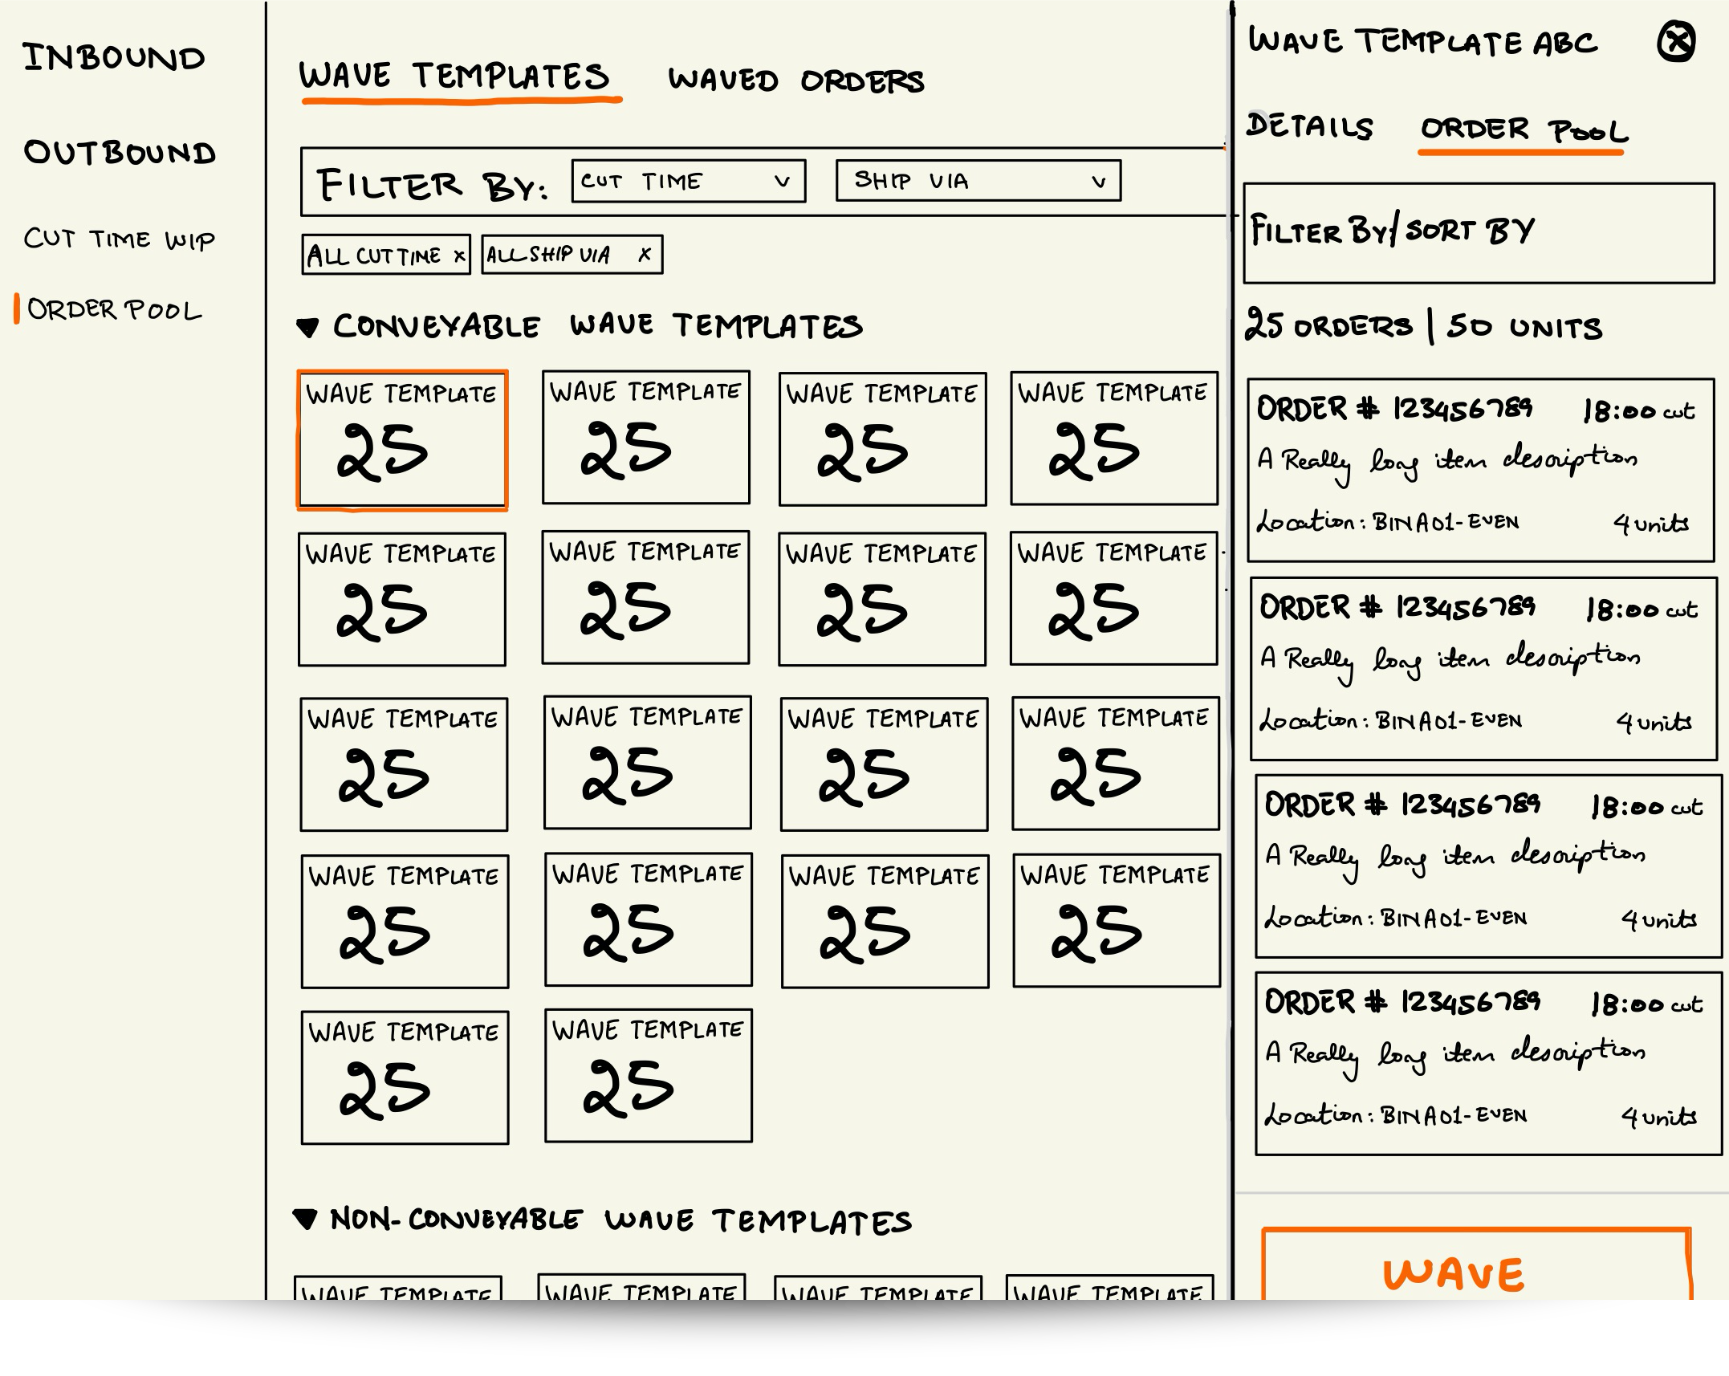 INBOUND
OUTBOUND
CUT TIME WIP
ORDER POOL
WAVE TEMPLATES WAVED ORDERS
FILTER BY: CUT TIME v SHIP VIA v
ALL CUT TIME x ALL SHIP VIA x
▼ CONVEYABLE WAVE TEMPLATES
WAVE TEMPLATE WAVE TEMPLATE WAVE TEMPLATE WAVE TEMPLATE
25 25 25 25
WAVE TEMPLATE WAVE TEMPLATE WAVE TEMPLATE WAVE TEMPLATE
25 25 25 25
WAVE TEMPLATE WAVE TEMPLATE WAVE TEMPLATE WAVE TEMPLATE
25 25 25 25
WAVE TEMPLATE WAVE TEMPLATE WAVE TEMPLATE WAVE TEMPLATE
25 25 25 25
WAVE TEMPLATE WAVE TEMPLATE
25 25
▼ NON-CONVEYABLE WAVE TEMPLATES
WAVE TEMPLATE WAVE TEMPLATE WAVE TEMPLATE WAVE TEMPLATE
WAVE TEMPLATE ABC
DETAILS ORDER POOL
FILTER BY/SORT BY
25 ORDERS | 50 UNITS
ORDER # 123456789 18:00 cut
A Really long item description
Location: BINA01-EVEN 4 units
ORDER # 123456789 18:00 cut
A Really long item description
Location: BINA01-EVEN 4 units
ORDER # 123456789 18:00 cut
A Really long item description
Location: BINA01-EVEN 4 units
ORDER # 123456789 18:00 cut
A Really long item description
Location: BINA01-EVEN 4 units
WAVE